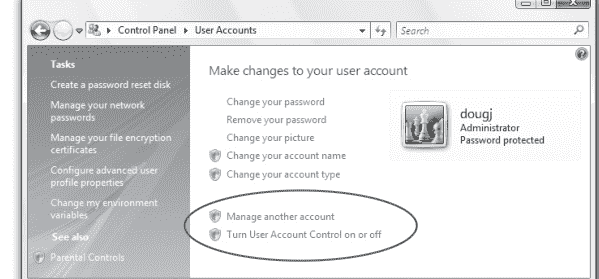 Control Panel ▸ User Accounts
Search
Tasks
Create a password reset disk
Manage your network
passwords
Manage your file encryption
certificates
Configure advanced user
profile properties
Change my environment
variables
See also
Parental Controls
Make changes to your user account
Change your password
Remove your password
Change your picture
Change your account name
Change your account type
Manage another account
Turn User Account Control on or off
dougj
Administrator
Password protected